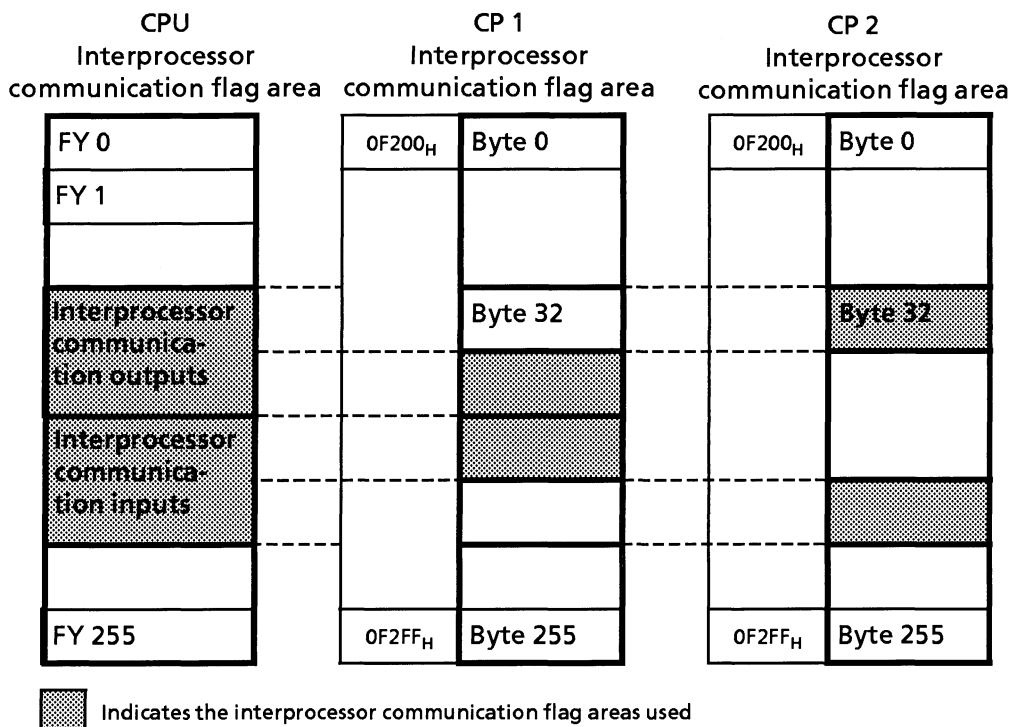 CPU
Interprocessor
communication flag area
FY 0
FY 1
Interprocessor
communica-
tion outputs
Interprocessor
communica-
tion inputs
FY 255
CP 1
Interprocessor
communication flag area
0F200H
Byte 0
Byte 32
0F2FFH
Byte 255
CP 2
Interprocessor
communication flag area
0F200H
Byte 0
Byte 32
0F2FFH
Byte 255
Indicates the interprocessor communication flag areas used